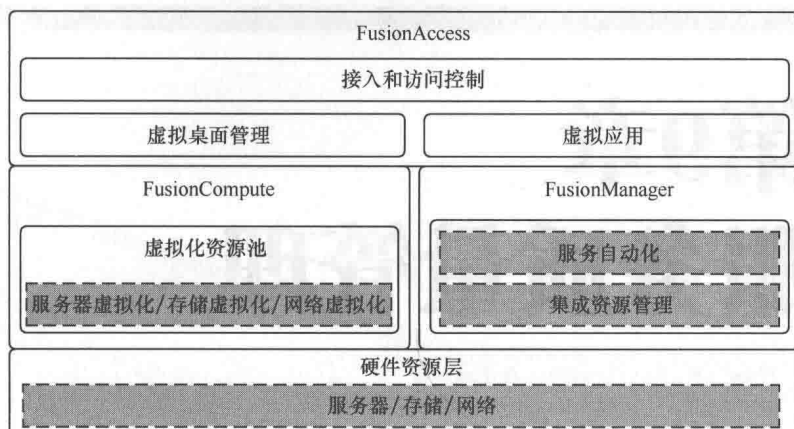 FusionAccess
接入和访问控制
虚拟桌面管理 虚拟应用
FusionCompute FusionManager
虚拟化资源池
服务器虚拟化/存储虚拟化/网络虚拟化
服务自动化
集成资源管理
硬件资源层
服务器/存储/网络